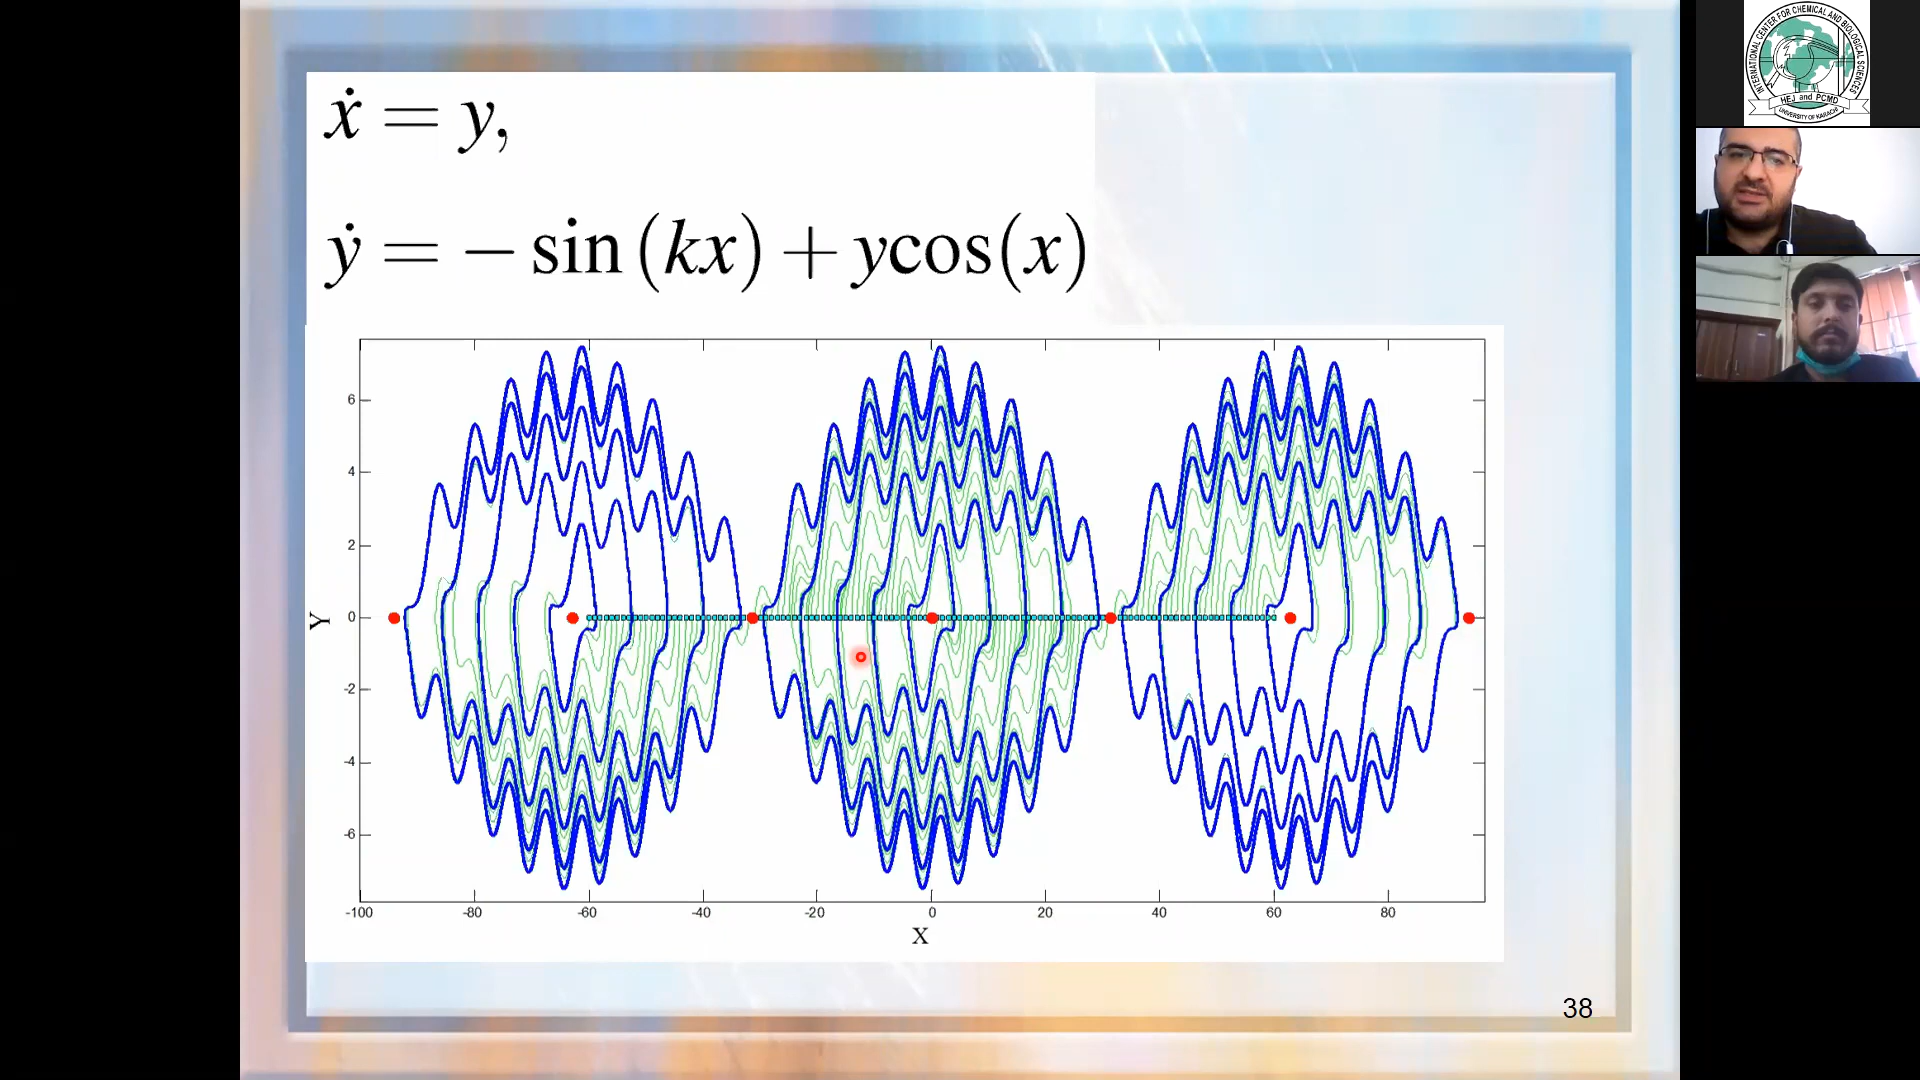 ẋ = y,
ẏ = − sin (kx) + ycos(x)
6
4
2
0
-2
-4
-6
Y
-100 -80 -60 -40 -20 0 20 40 60 80
X
38
INTERNATIONAL CENTER FOR CHEMICAL AND BIOLOGICAL SCIENCES
HEJ and PCMD
UNIVERSITY OF KARACHI